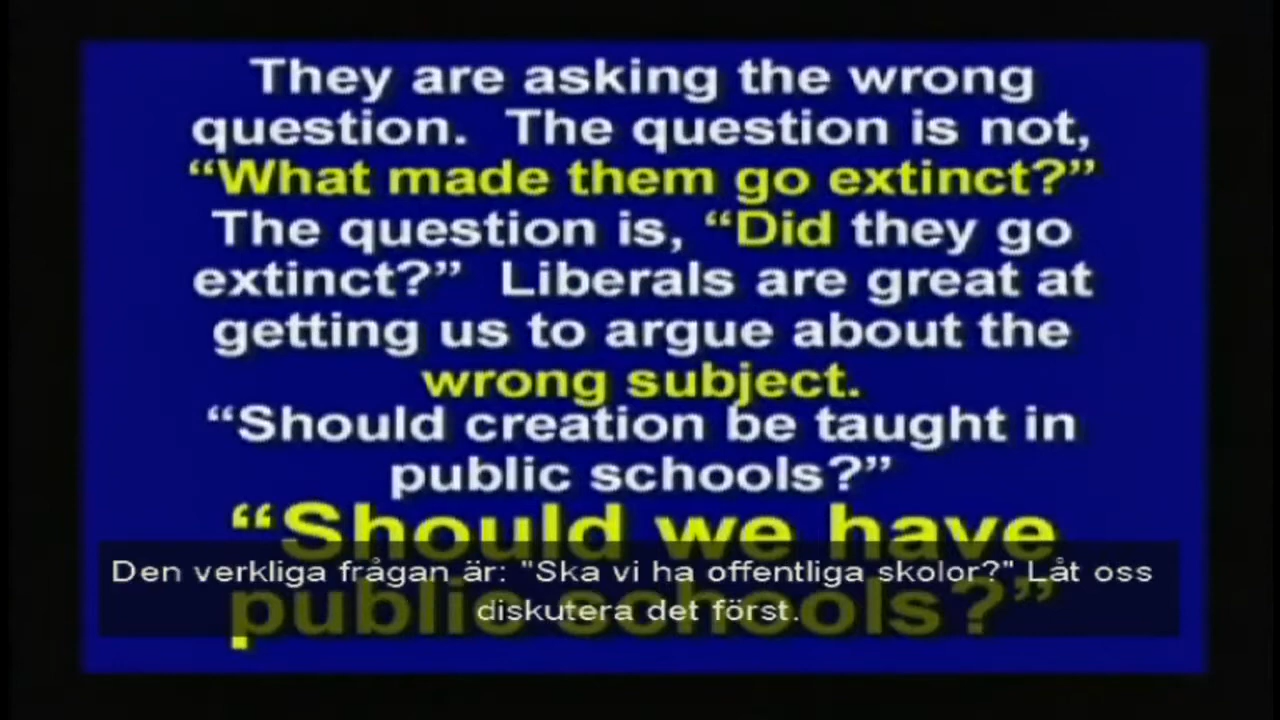 They are asking the wrong
question.  The question is not,
“What made them go extinct?”
The question is, “Did they go
extinct?”  Liberals are great at
getting us to argue about the
wrong subject.
“Should creation be taught in
public schools?”
“Should we have
public schools?”
Den verkliga frågan är: "Ska vi ha offentliga skolor?" Låt oss
diskutera det först.